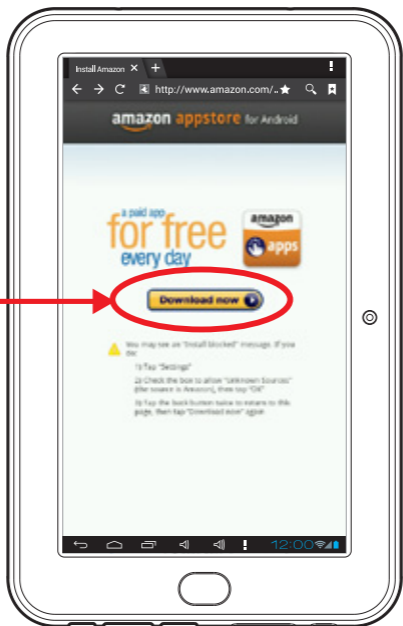 Install Amazon × +
http://www.amazon.com/..
amazon appstore for Android
a paid app
for free
every day
amazon
apps
Download now
You may see an "Install blocked" message. If you
do:
1) Tap "Settings"
2) Check the box to allow "Unknown Sources"
(the source is Amazon), then tap "OK"
3) Tap the back button twice to return to this
page, then tap "Download now" again
12:00